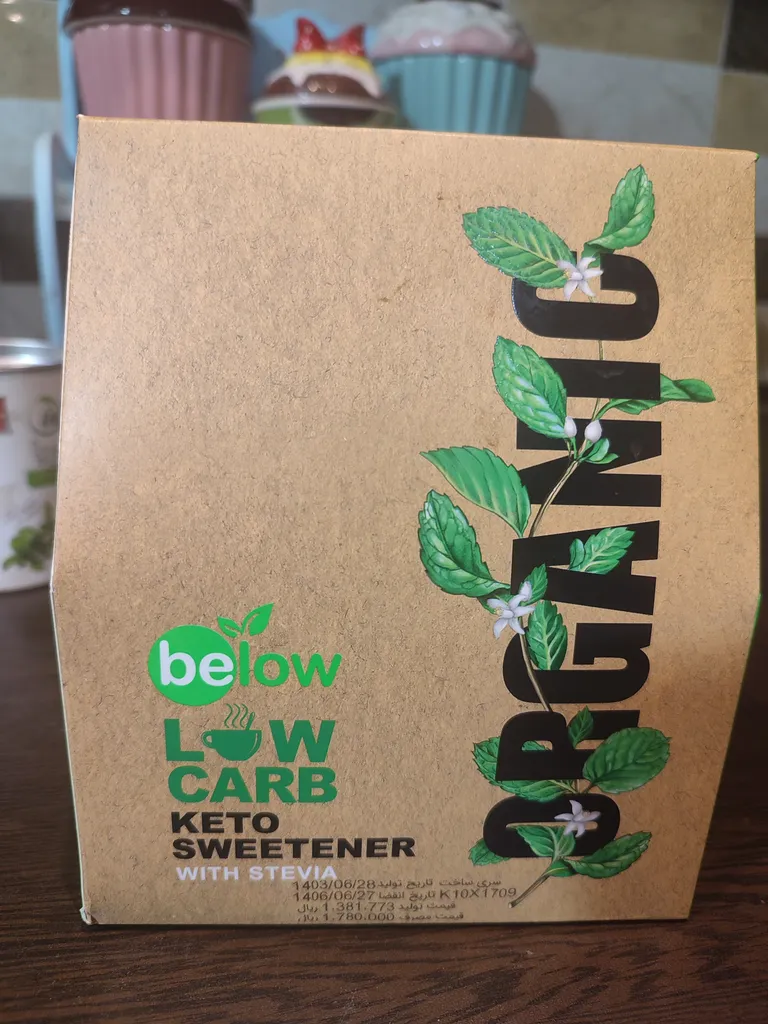 ORGANIC
below
LOW
CARB
KETO
SWEETENER
WITH STEVIA
سری ساخت تاریخ تولید 1403/06/28
K10X1709 تاریخ انقضا 1406/06/27
قیمت تولید 1.381.773 ریال
قیمت مصرف 1.780.000 ریال